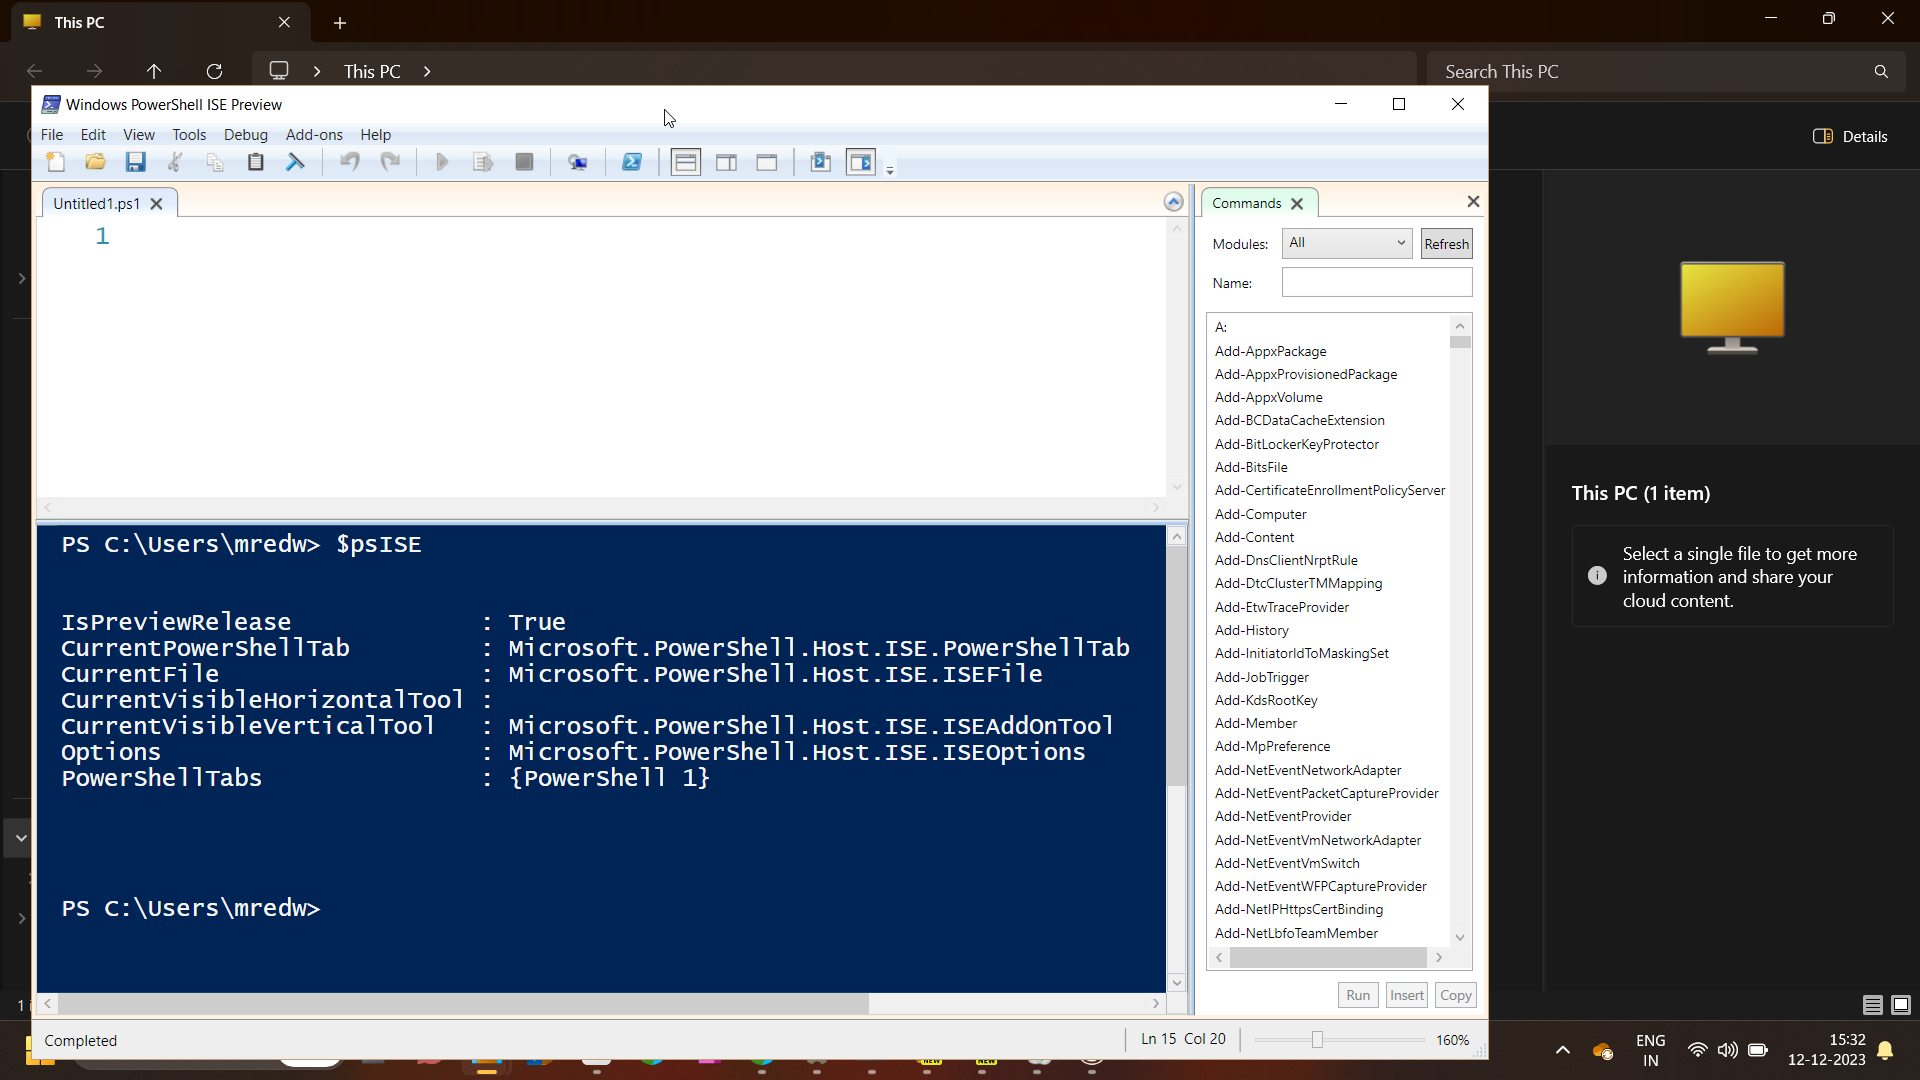 This PC
This PC
Search This PC
Windows PowerShell ISE Preview
File Edit View Tools Debug Add-ons Help
Details
Untitled1.ps1
1
Commands
Modules: All Refresh
Name:
A:
Add-AppxPackage
Add-AppxProvisionedPackage
Add-AppxVolume
Add-BCDataCacheExtension
Add-BitLockerKeyProtector
Add-BitsFile
Add-CertificateEnrollmentPolicyServer
Add-Computer
Add-Content
Add-DnsClientNrptRule
Add-DtcClusterTMMapping
Add-EtwTraceProvider
Add-History
Add-InitiatorIdToMaskingSet
Add-JobTrigger
Add-KdsRootKey
Add-Member
Add-MpPreference
Add-NetEventNetworkAdapter
Add-NetEventPacketCaptureProvider
Add-NetEventProvider
Add-NetEventVmNetworkAdapter
Add-NetEventVmSwitch
Add-NetEventWFPCaptureProvider
Add-NetIPHttpsCertBinding
Add-NetLbfoTeamMember
Run Insert Copy
PS C:\Users\mredw> $psISE
IsPreviewRelease : True
CurrentPowerShellTab : Microsoft.PowerShell.Host.ISE.PowerShellTab
CurrentFile : Microsoft.PowerShell.Host.ISE.ISEFile
CurrentVisibleHorizontalTool :
CurrentVisibleVerticalTool : Microsoft.PowerShell.Host.ISE.ISEAddOnTool
Options : Microsoft.PowerShell.Host.ISE.ISEOptions
PowerShellTabs : {PowerShell 1}
PS C:\Users\mredw>
This PC (1 item)
Select a single file to get more
information and share your
cloud content.
1
Completed
Ln 15 Col 20
160%
NEW
NEW
ENG
IN
15:32
12-12-2023